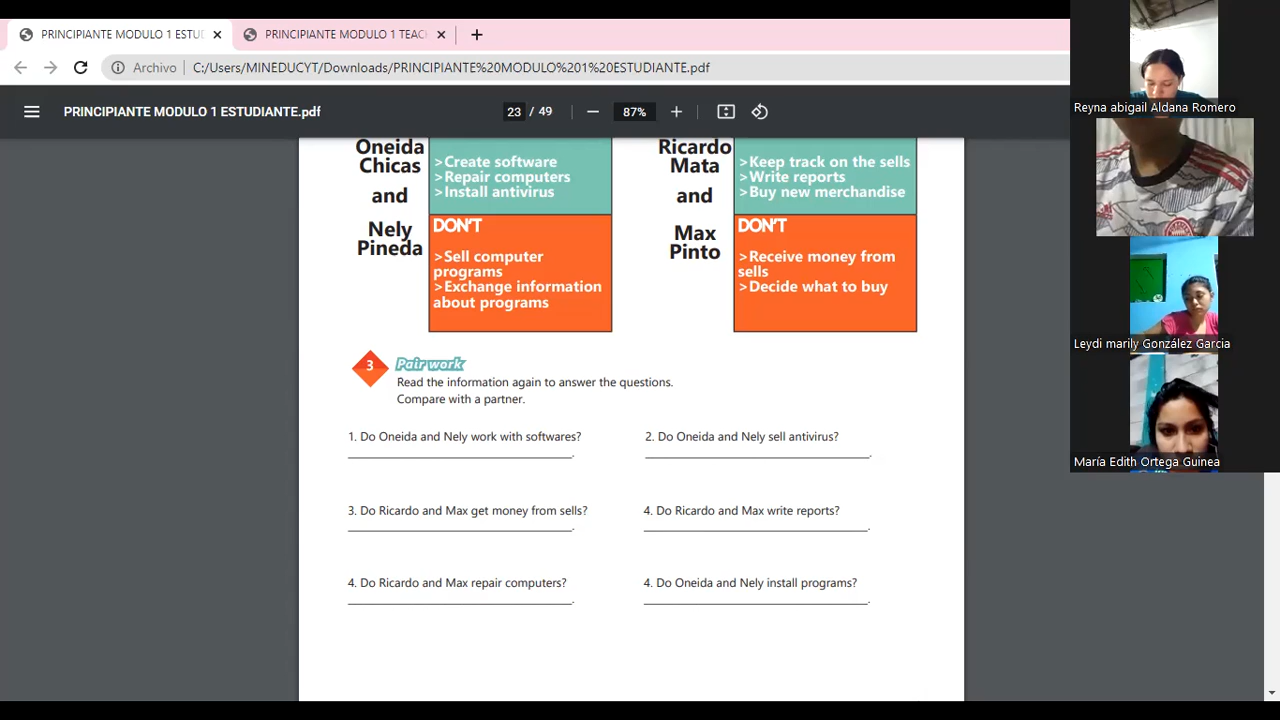 PRINCIPIANTE MODULO 1 ESTUD
PRINCIPIANTE MODULO 1 TEAC
Archivo
C:/Users/MINEDUCYT/Downloads/PRINCIPIANTE%20MODULO%201%20ESTUDIANTE.pdf
PRINCIPIANTE MODULO 1 ESTUDIANTE.pdf
23 / 49
87%
Oneida
Chicas
and
Nely
Pineda
>Create software
>Repair computers
>Install antivirus
DON'T
>Sell computer
programs
>Exchange information
about programs
Ricardo
Mata
and
Max
Pinto
>Keep track on the sells
>Write reports
>Buy new merchandise
DON'T
>Receive money from
sells
>Decide what to buy
3
Pair work
Read the information again to answer the questions.
Compare with a partner.
1. Do Oneida and Nely work with softwares?
2. Do Oneida and Nely sell antivirus?
3. Do Ricardo and Max get money from sells?
4. Do Ricardo and Max write reports?
4. Do Ricardo and Max repair computers?
4. Do Oneida and Nely install programs?
Reyna abigail Aldana Romero
Leydi marily González Garcia
María Edith Ortega Guinea